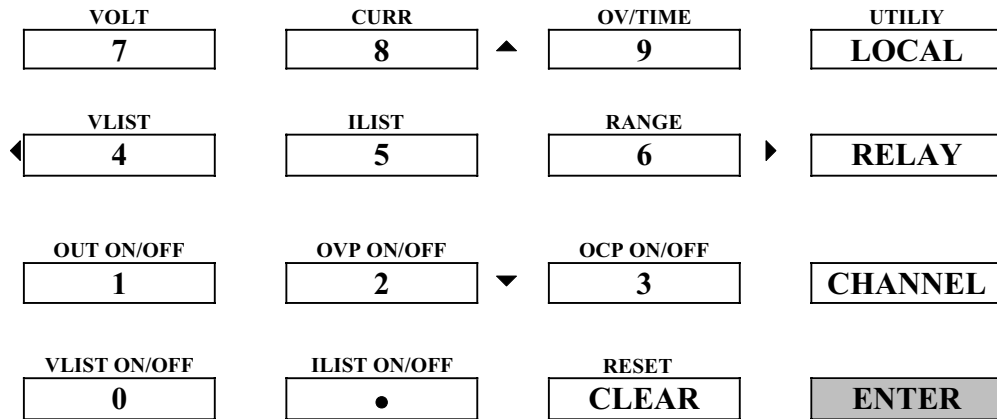 VOLT CURR OV/TIME UTILIY
7 8 9 LOCAL
VLIST ILIST RANGE
4 5 6 RELAY
OUT ON/OFF OVP ON/OFF OCP ON/OFF
1 2 3 CHANNEL
VLIST ON/OFF ILIST ON/OFF RESET
0 • CLEAR ENTER